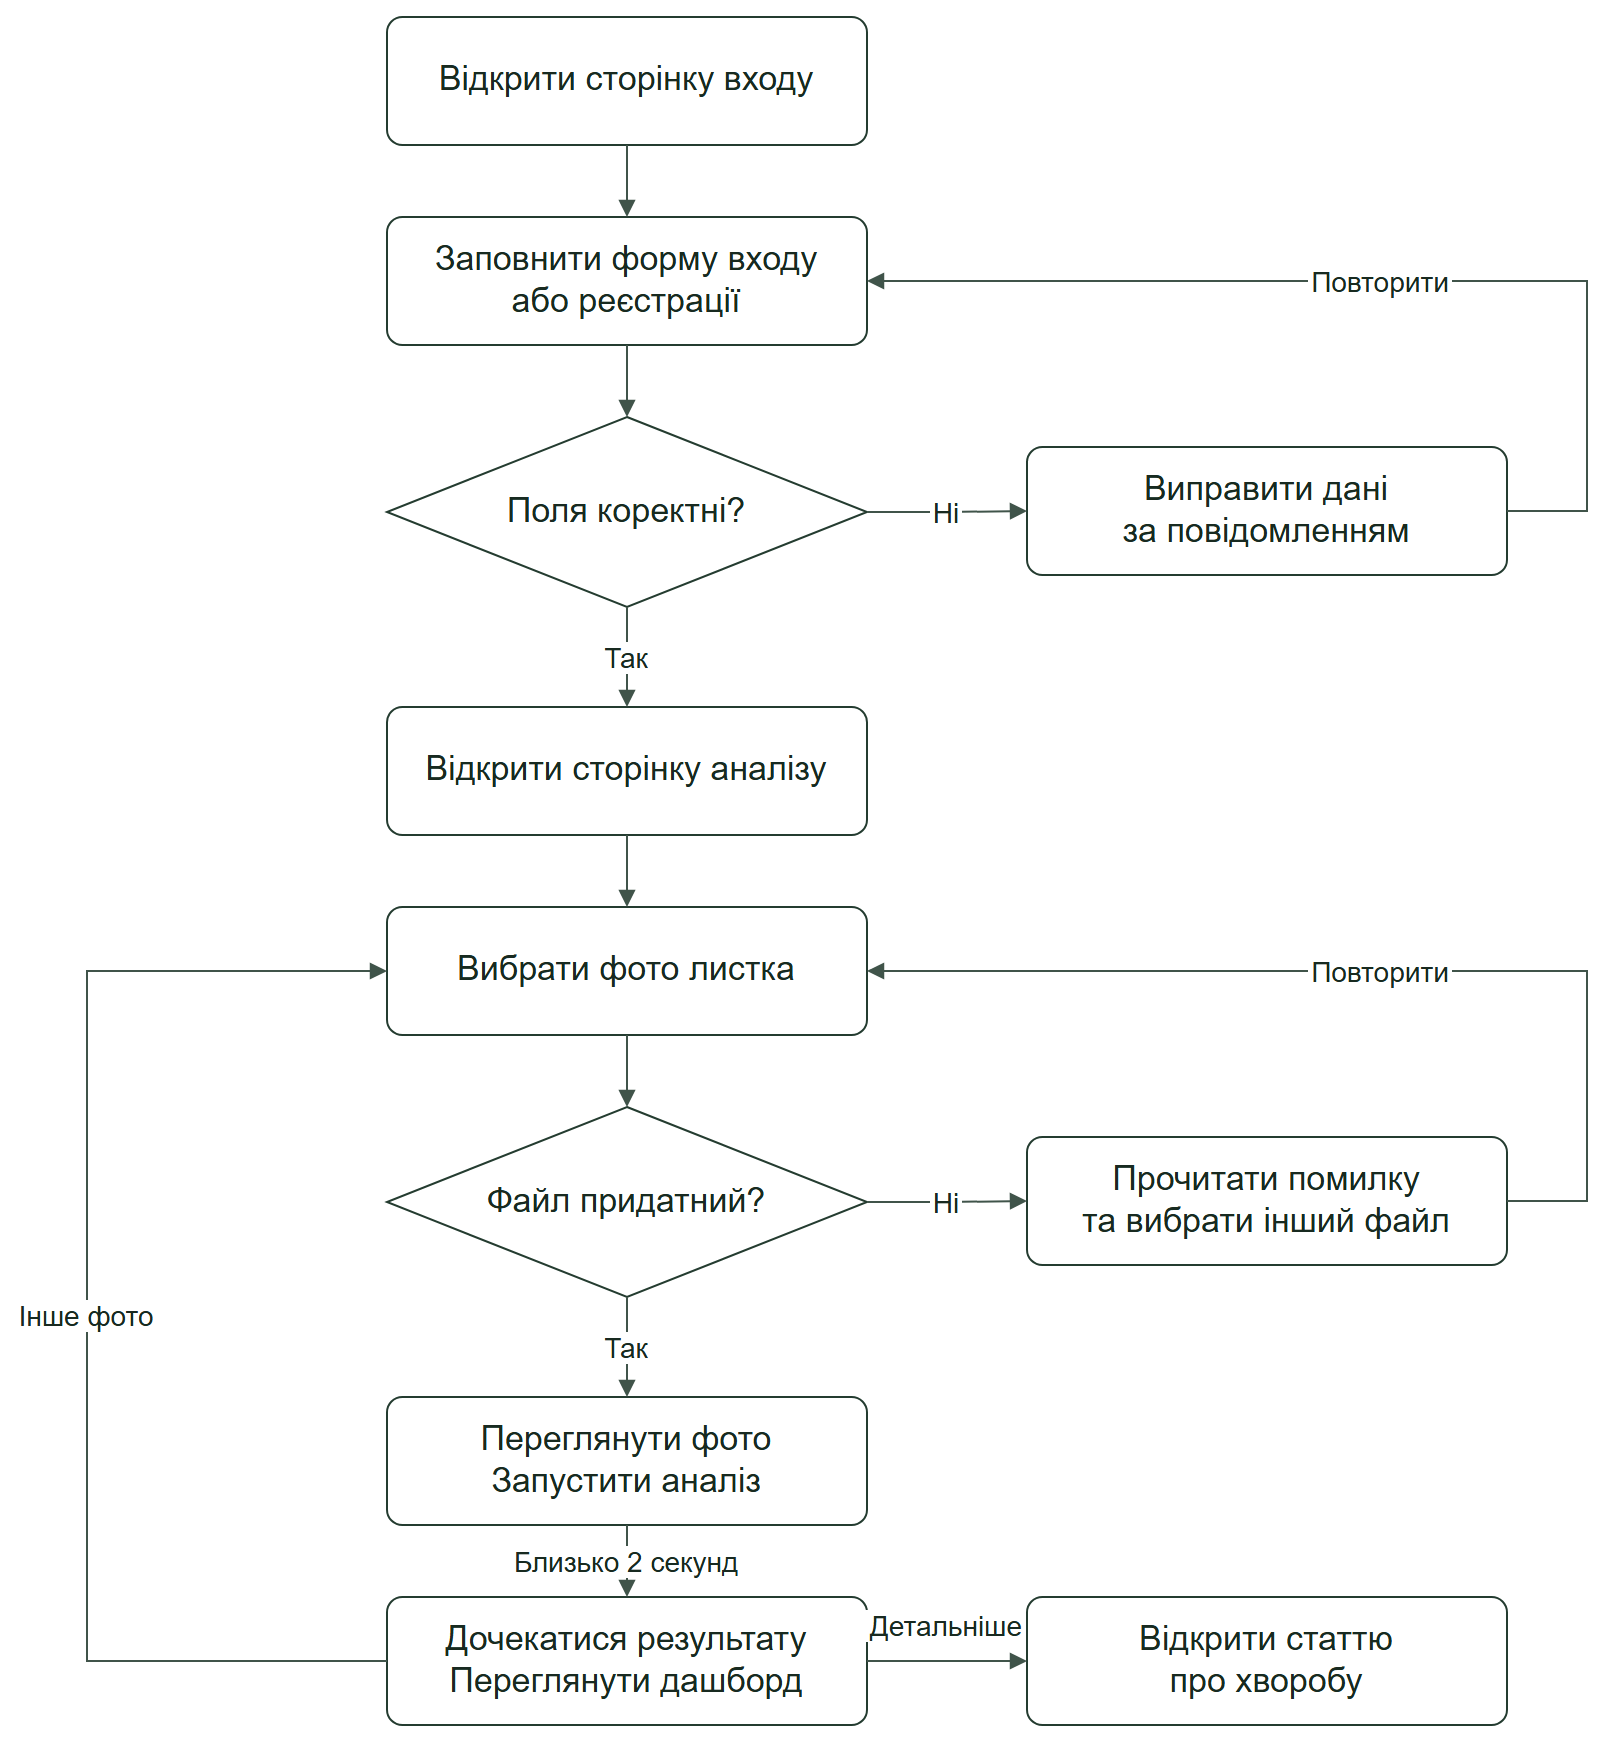 Відкрити сторінку входу
Заповнити форму входу
або реєстрації
Повторити
Поля коректні?
Ні
Виправити дані
за повідомленням
Так
Відкрити сторінку аналізу
Вибрати фото листка
Повторити
Файл придатний?
Ні
Прочитати помилку
та вибрати інший файл
Інше фото
Так
Переглянути фото
Запустити аналіз
Близько 2 секунд
Дочекатися результату
Переглянути дашборд
Детальніше
Відкрити статтю
про хворобу